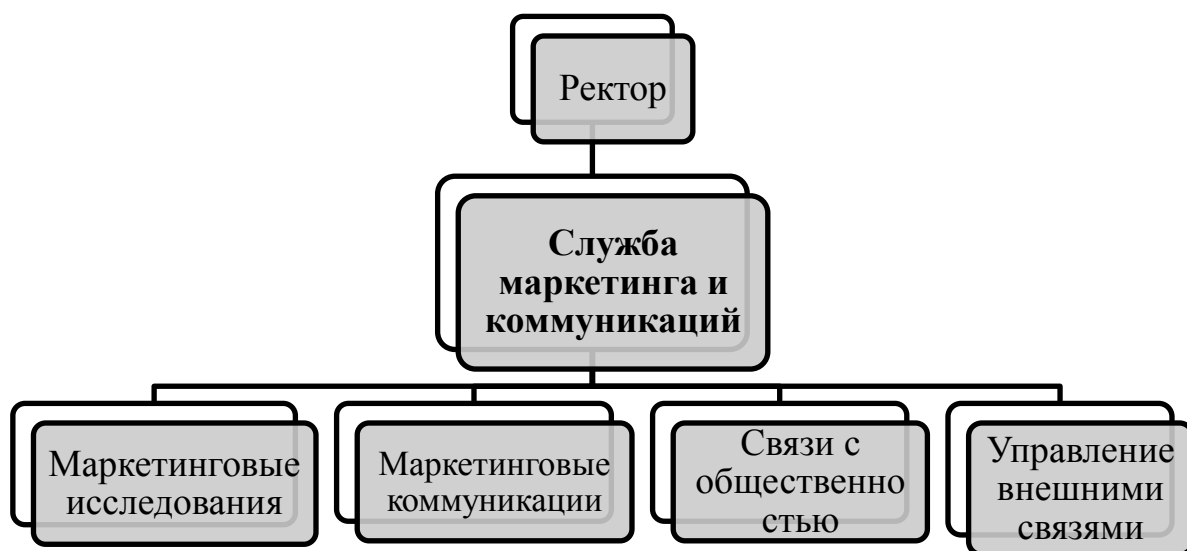 Ректор
Служба
маркетинга и
коммуникаций
Маркетинговые
исследования
Маркетинговые
коммуникации
Связи с
общественно
стью
Управление
внешними
связями